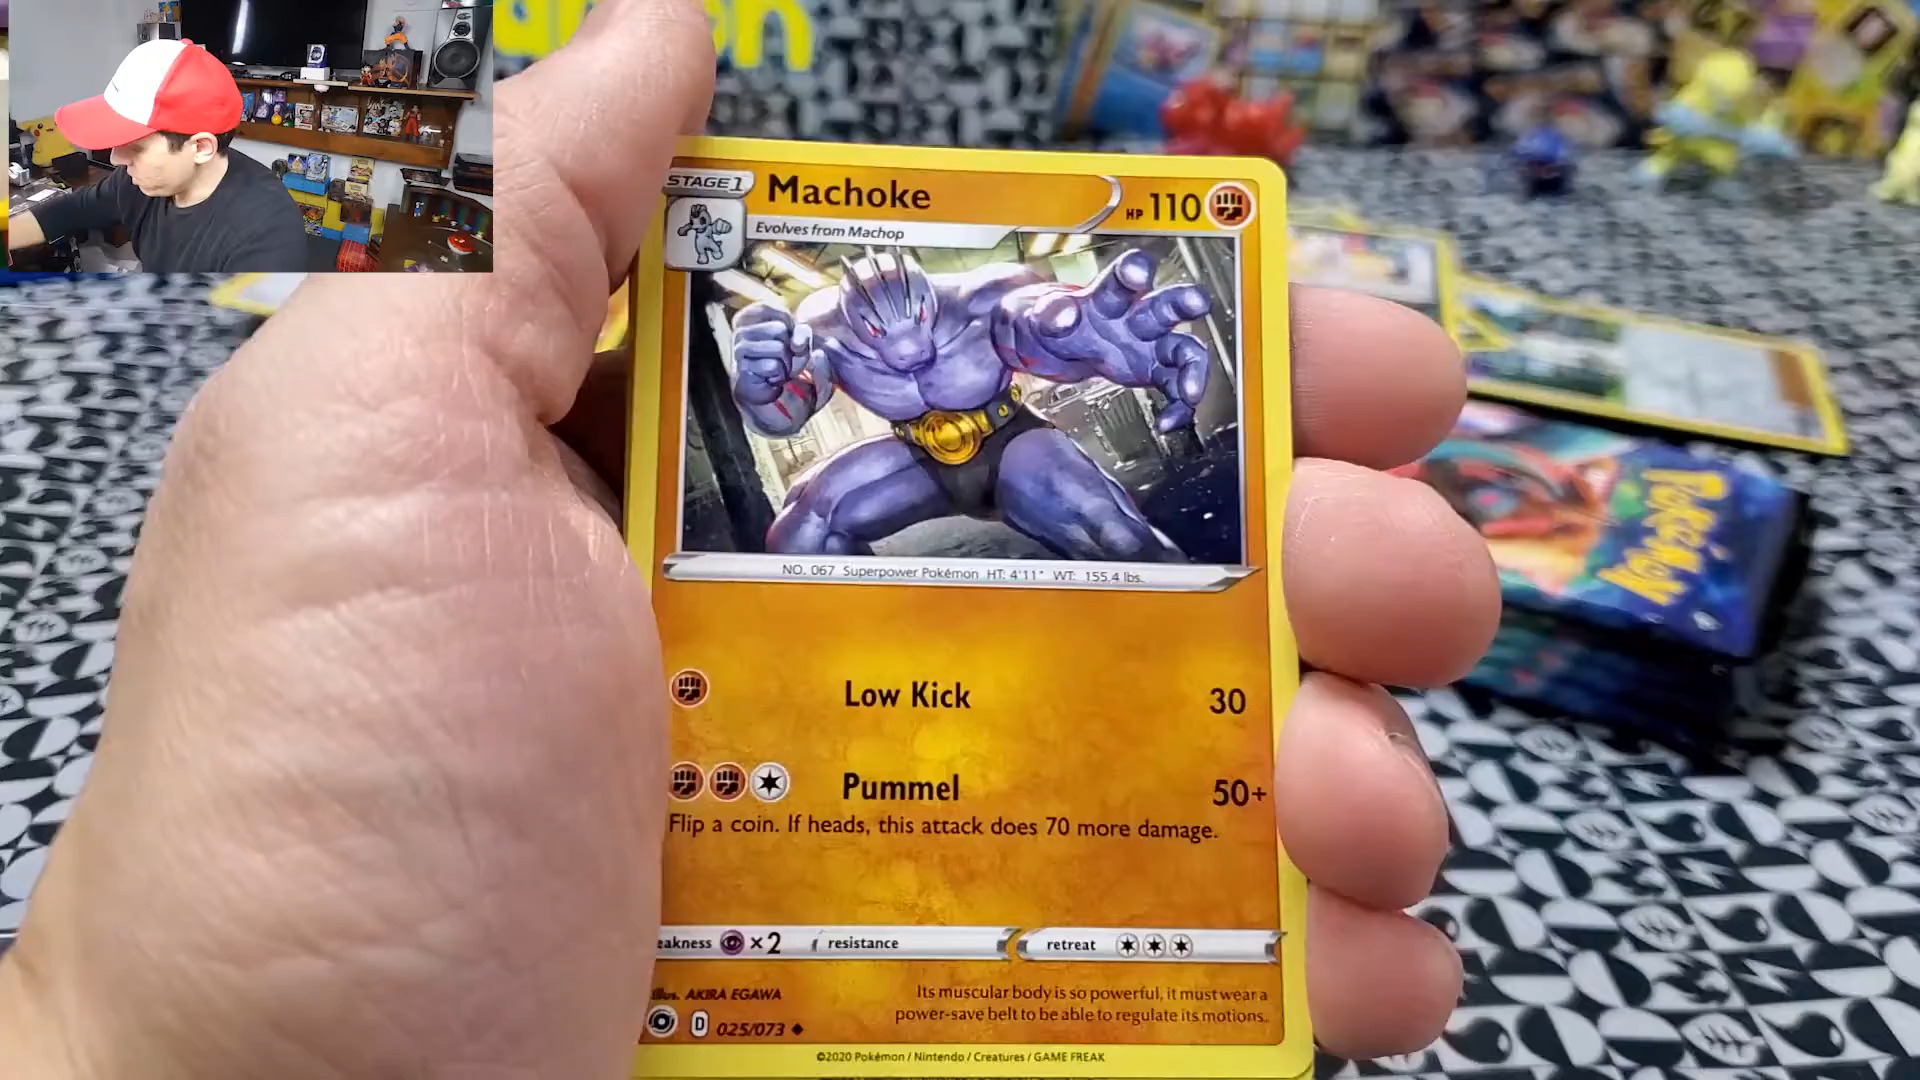 STAGE 1
Machoke
HP 110
Evolves from Machop
NO. 067 Superpower Pokémon HT: 4'11" WT: 155.4 lbs.
Low Kick 30
Pummel 50+
Flip a coin. If heads, this attack does 70 more damage.
eakness ×2 resistance retreat
Illus. AKIRA EGAWA
Its muscular body is so powerful, it must wear a
power-save belt to be able to regulate its motions.
D 025/073
©2020 Pokémon / Nintendo / Creatures / GAME FREAK
POKÉMON